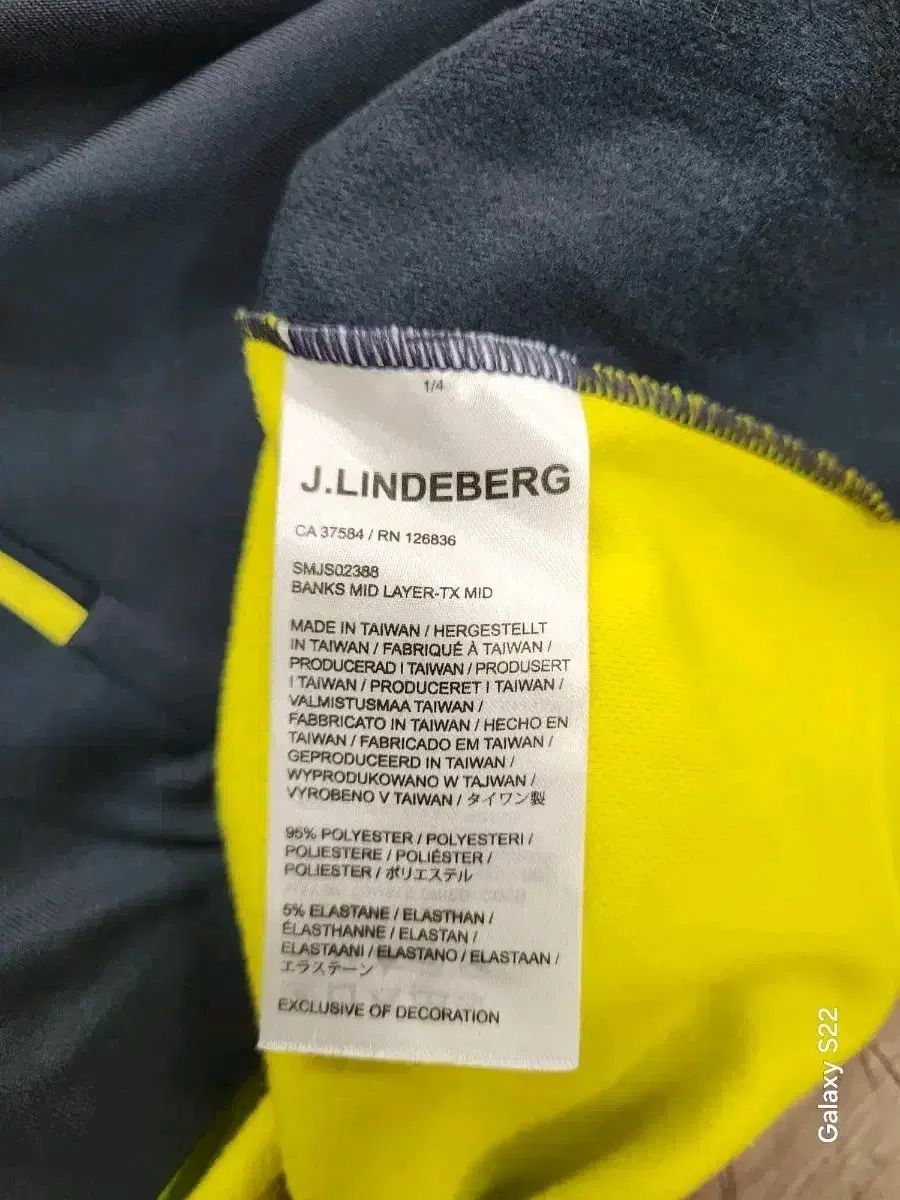 1/4
J.LINDEBERG
CA 37584 / RN 126836
SMJS02388
BANKS MID LAYER-TX MID
MADE IN TAIWAN / HERGESTELLT
IN TAIWAN / FABRIQUÉ À TAIWAN /
PRODUCERAD I TAIWAN / PRODUSERT
I TAIWAN / PRODUCERET I TAIWAN /
VALMISTUSMAA TAIWAN /
FABBRICATO IN TAIWAN / HECHO EN
TAIWAN / FABRICADO EM TAIWAN /
GEPRODUCEERD IN TAIWAN /
WYPRODUKOWANO W TAJWAN /
VYROBENO V TAIWAN / タイワン製
95% POLYESTER / POLYESTERI /
POLIESTERE / POLIÉSTER /
POLIESTER / ポリエステル
5% ELASTANE / ELASTHAN /
ÉLASTHANNE / ELASTAN /
ELASTAANI / ELASTANO / ELASTAAN /
エラステーン
EXCLUSIVE OF DECORATION
Galaxy S22